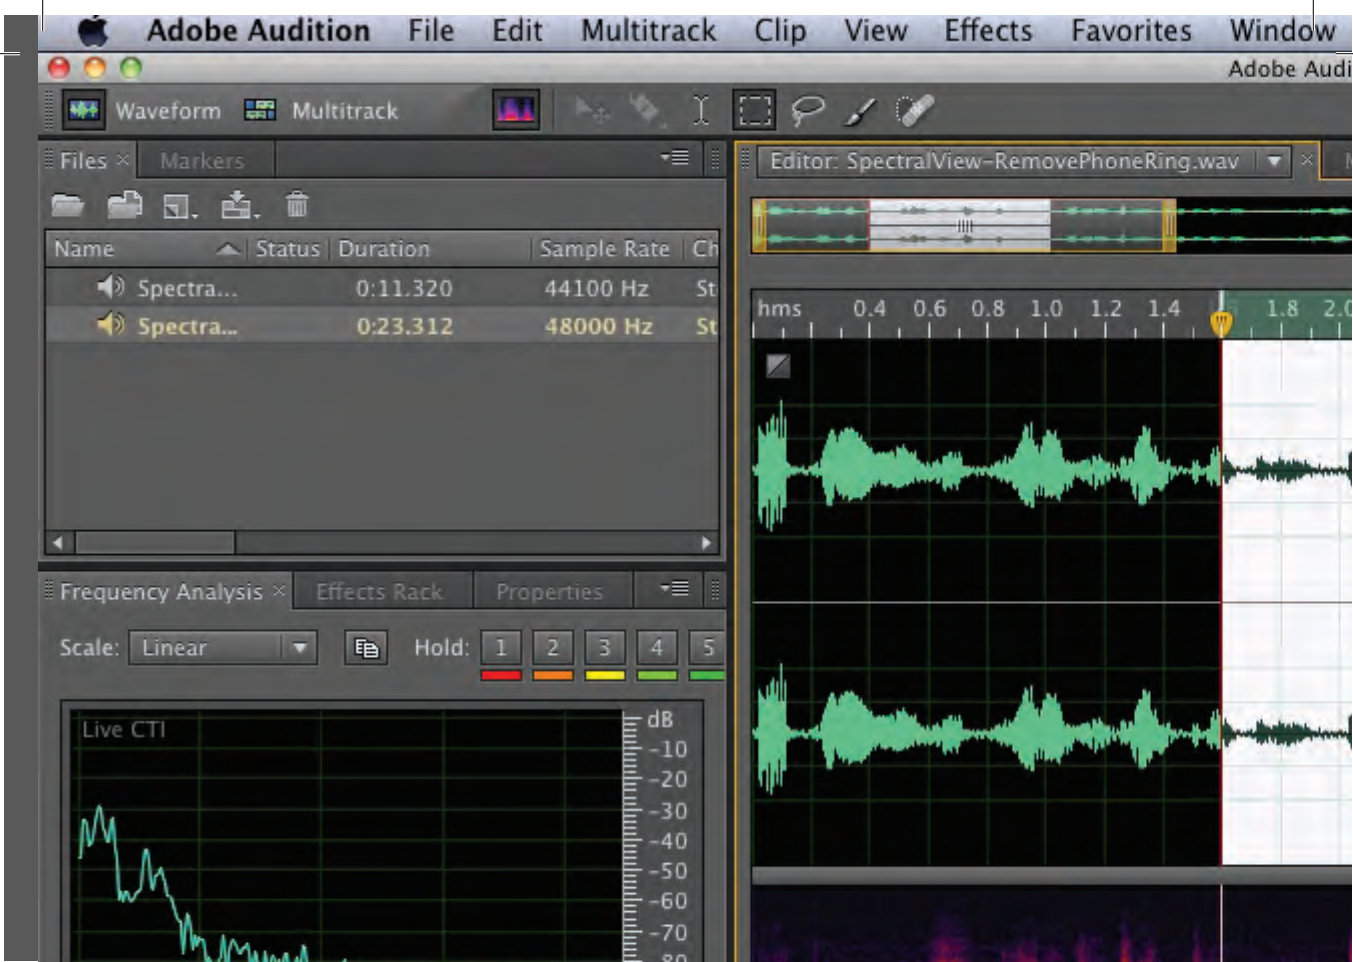 Adobe Audition File Edit Multitrack Clip View Effects Favorites Window
Adobe Audi
Waveform Multitrack
Files Markers
Editor: SpectralView-RemovePhoneRing.wav
Name Status Duration Sample Rate Ch
Spectra... 0:11.320 44100 Hz St
Spectra... 0:23.312 48000 Hz St
hms 0.4 0.6 0.8 1.0 1.2 1.4 1.8 2.0
Frequency Analysis Effects Rack Properties
Scale: Linear Hold: 1 2 3 4 5
Live CTI
dB
-10
-20
-30
-40
-50
-60
-70